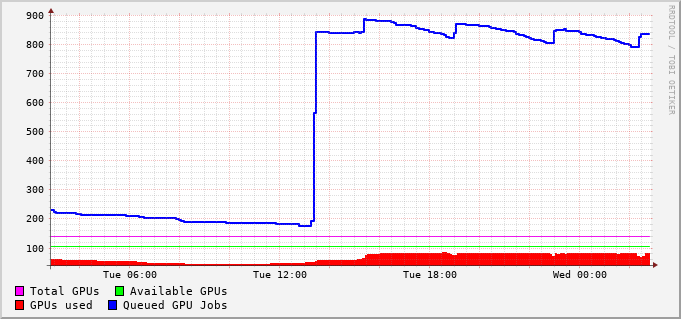 900
800
700
600
500
400
300
200
100
Tue 06:00 Tue 12:00 Tue 18:00 Wed 00:00
Total GPUs Available GPUs
GPUs used Queued GPU Jobs
RRDTOOL / TOBI OETIKER